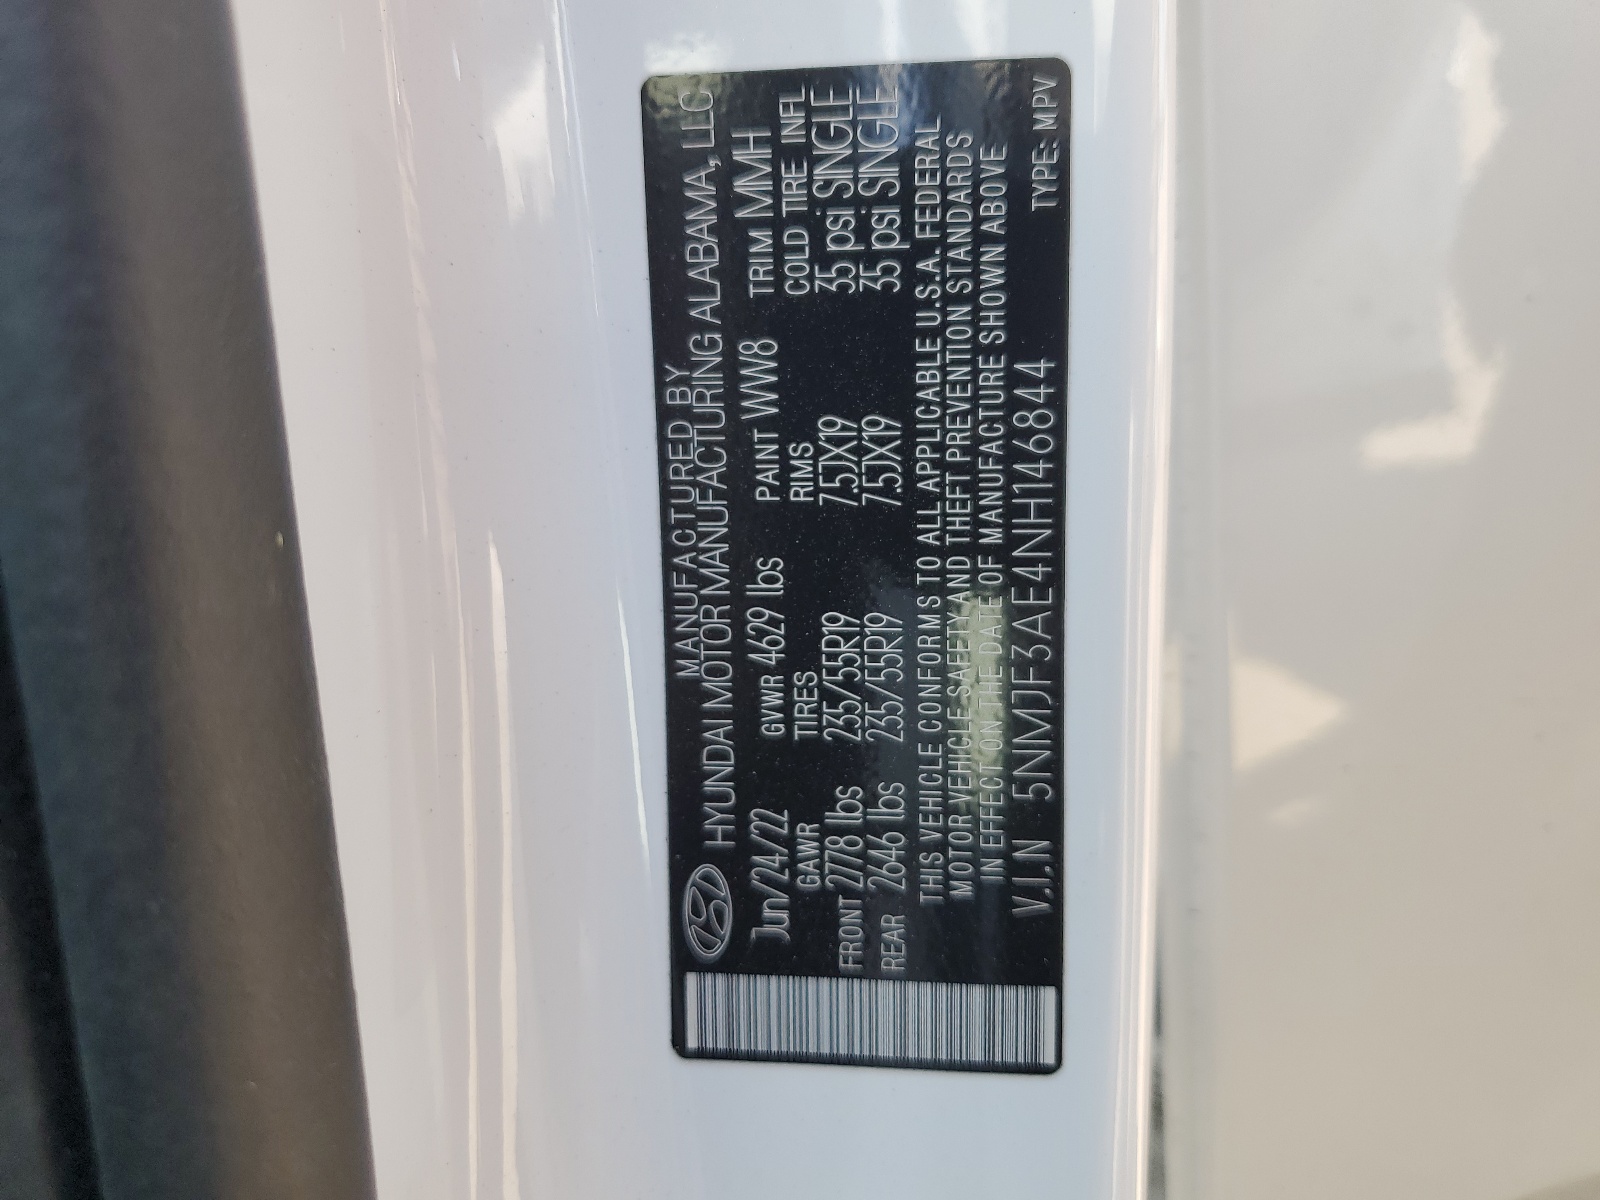 MANUFACTURED BY
HYUNDAI MOTOR MANUFACTURING ALABAMA, LLC
Jun/24/22 GVWR 4629 lbs PAINT WW8 TRIM MMH
GAWR TIRES RIMS COLD TIRE INFL
FRONT 2778 lbs 235/55R19 7.5JX19 35 psi SINGLE
REAR 2646 lbs 235/55R19 7.5JX19 35 psi SINGLE
THIS VEHICLE CONFORMS TO ALL APPLICABLE U.S.A. FEDERAL
MOTOR VEHICLE SAFETY AND THEFT PREVENTION STANDARDS
IN EFFECT ON THE DATE OF MANUFACTURE SHOWN ABOVE
V.I.N 5NMJF3AE4NH146844 TYPE: MPV